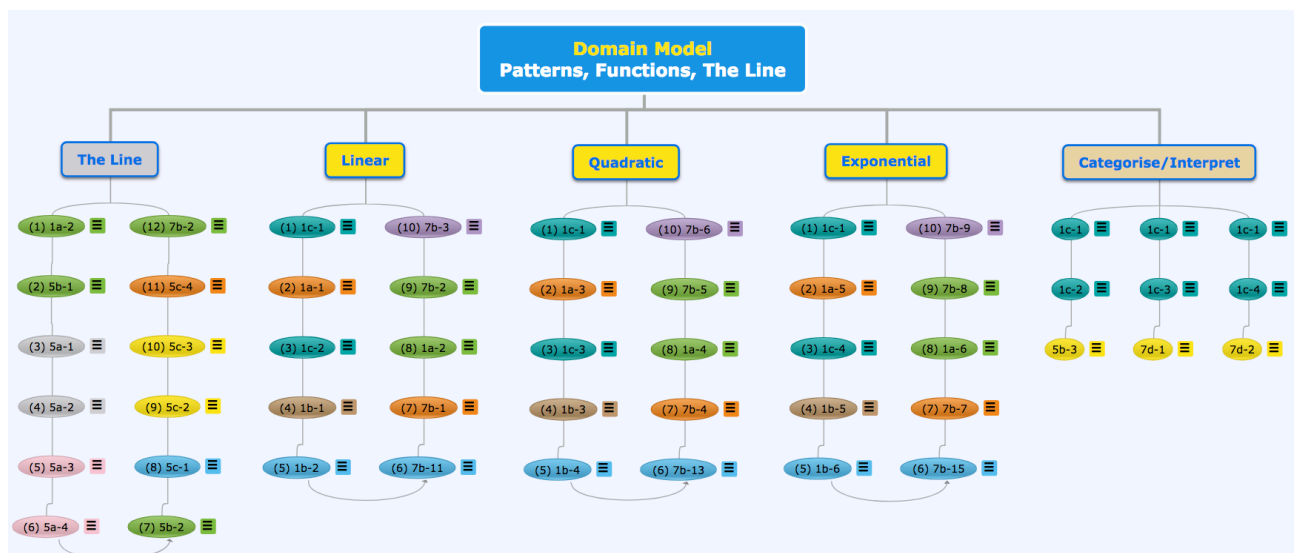 Domain Model
Patterns, Functions, The Line
The Line
Linear
Quadratic
Exponential
Categorise/Interpret
(1) 1a-2
(12) 7b-2
(2) 5b-1
(11) 5c-4
(3) 5a-1
(10) 5c-3
(4) 5a-2
(9) 5c-2
(5) 5a-3
(8) 5c-1
(6) 5a-4
(7) 5b-2
(1) 1c-1
(10) 7b-3
(2) 1a-1
(9) 7b-2
(3) 1c-2
(8) 1a-2
(4) 1b-1
(7) 7b-1
(5) 1b-2
(6) 7b-11
(1) 1c-1
(10) 7b-6
(2) 1a-3
(9) 7b-5
(3) 1c-3
(8) 1a-4
(4) 1b-3
(7) 7b-4
(5) 1b-4
(6) 7b-13
(1) 1c-1
(10) 7b-9
(2) 1a-5
(9) 7b-8
(3) 1c-4
(8) 1a-6
(4) 1b-5
(7) 7b-7
(5) 1b-6
(6) 7b-15
1c-1
1c-1
1c-1
1c-2
1c-3
1c-4
5b-3
7d-1
7d-2